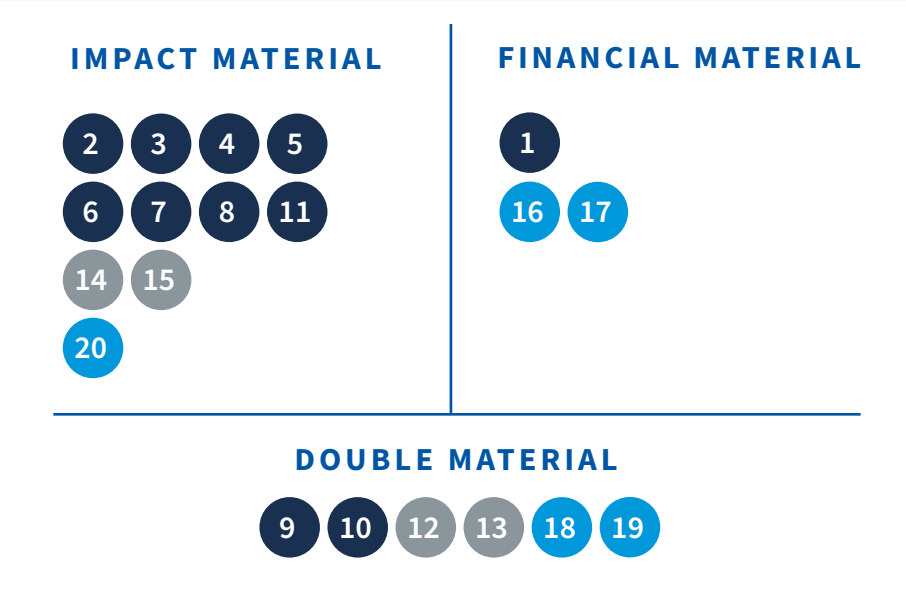 IMPACT MATERIAL
2 3 4 5
6 7 8 11
14 15
20
FINANCIAL MATERIAL
1
16 17
DOUBLE MATERIAL
9 10 12 13 18 19